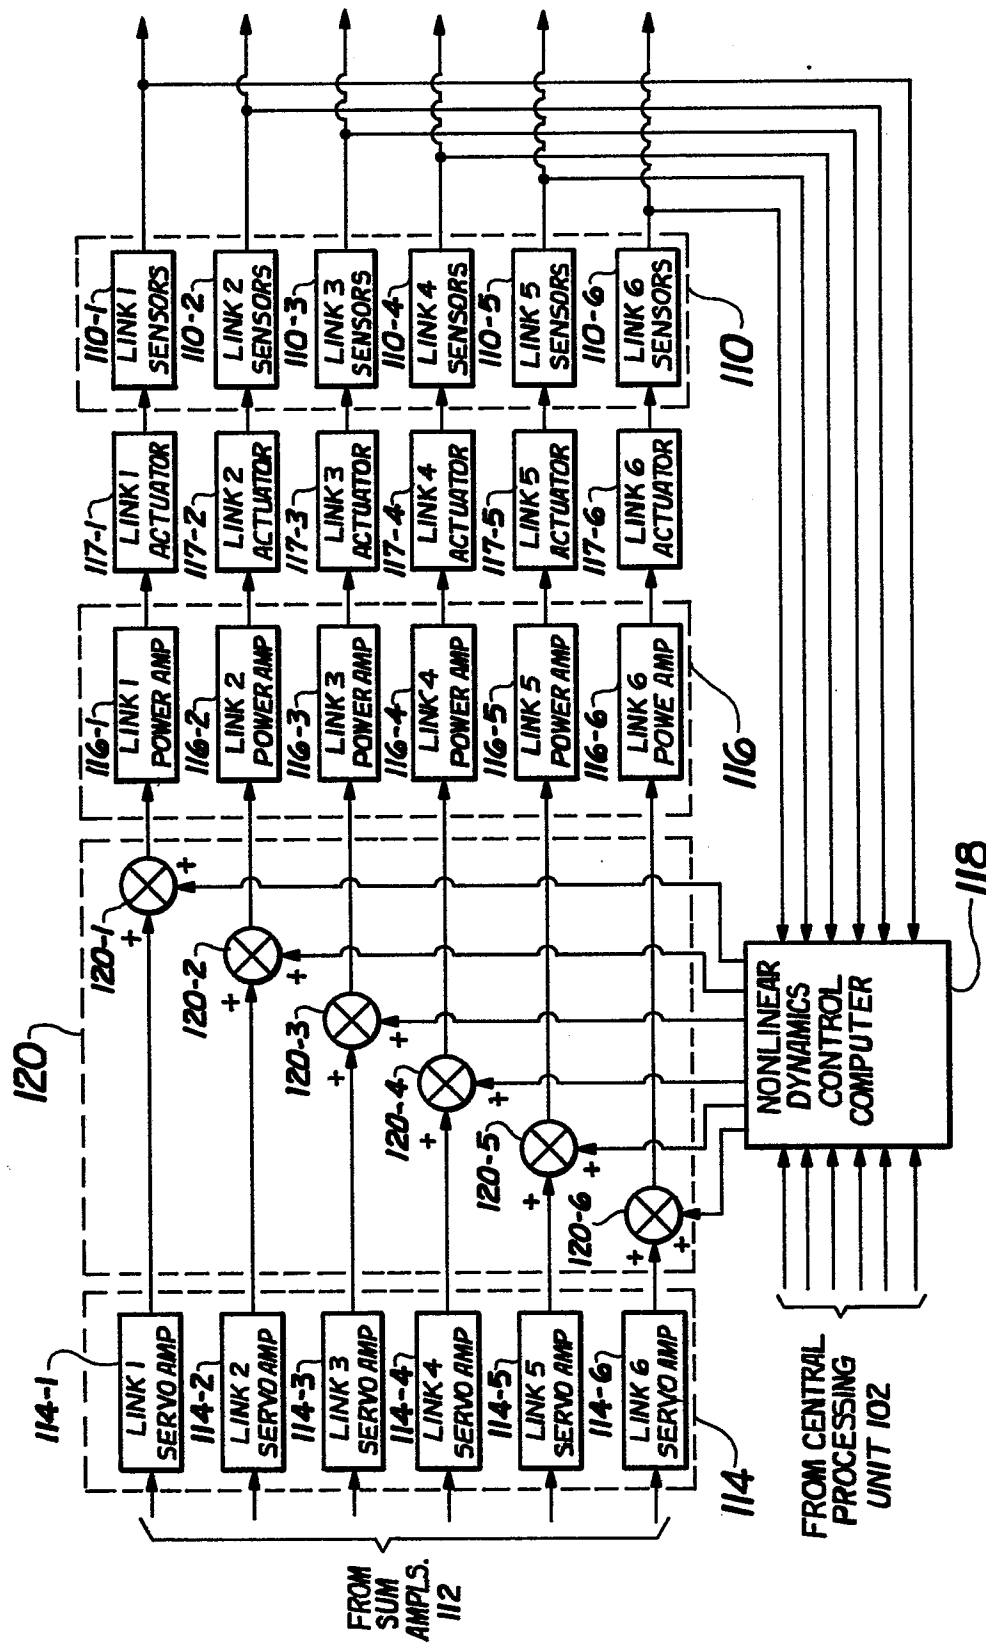 120
114-1
LINK 1
SERVO AMP
120-1
+
+
116-1
LINK 1
POWER AMP
117-1
LINK 1
ACTUATOR
110-1
LINK 1
SENSORS
114-2
LINK 2
SERVO AMP
120-2
+
+
116-2
LINK 2
POWER AMP
117-2
LINK 2
ACTUATOR
110-2
LINK 2
SENSORS
114-3
LINK 3
SERVO AMP
120-3
+
+
116-3
LINK 3
POWER AMP
117-3
LINK 3
ACTUATOR
110-3
LINK 3
SENSORS
FROM
SUM
AMPLS.
112
114-4
LINK 4
SERVO AMP
120-4
+
+
116-4
LINK 4
POWER AMP
117-4
LINK 4
ACTUATOR
110-4
LINK 4
SENSORS
114-5
LINK 5
SERVO AMP
120-5
+
+
116-5
LINK 5
POWER AMP
117-5
LINK 5
ACTUATOR
110-5
LINK 5
SENSORS
114-6
LINK 6
SERVO AMP
120-6
+
+
116-6
LINK 6
POWE AMP
117-6
LINK 6
ACTUATOR
110-6
LINK 6
SENSORS
114
116
110
FROM CENTRAL
PROCESSING
UNIT 102
NONLINEAR
DYNAMICS
CONTROL
COMPUTER
118